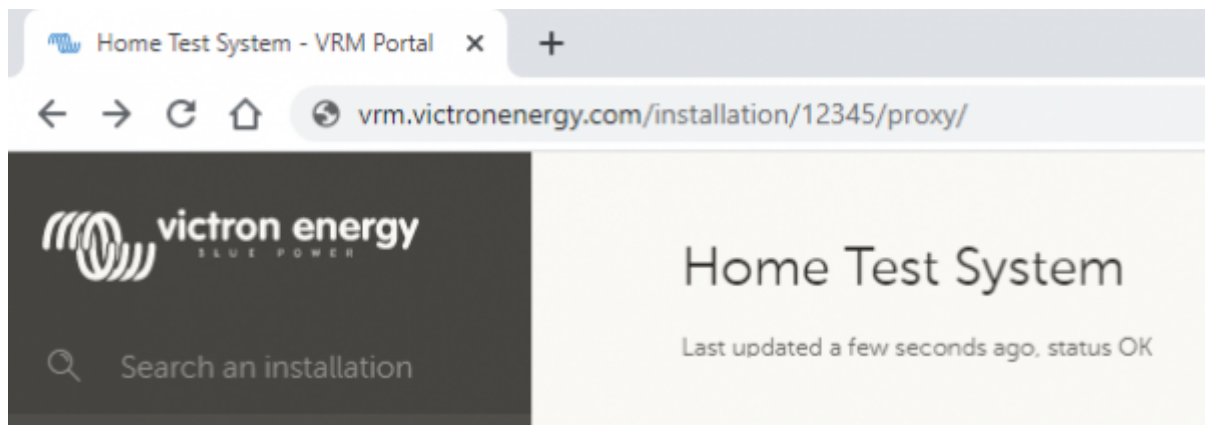 Home Test System - VRM Portal
vrm.victronenergy.com/installation/12345/proxy/
victron energy
BLUE POWER
Search an installation
Home Test System
Last updated a few seconds ago, status OK